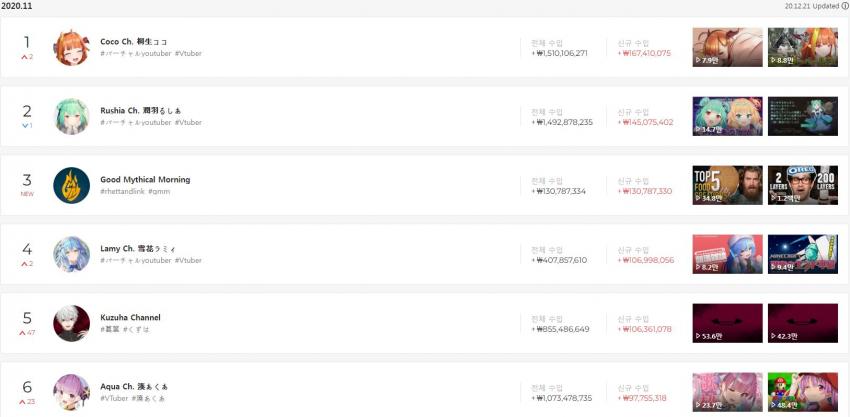 2020.11
20.12.21 Updated
1
2
Coco Ch. 桐生ココ
#バーチャルyoutuber #Vtuber
전체 수입
+₩1,510,106,271
신규 수입
+₩167,410,075
7.9만
8.8만
2
1
Rushia Ch. 潤羽るしあ
#バーチャルyoutuber #Vtuber
전체 수입
+₩1,492,878,235
신규 수입
+₩145,075,402
14.7만
3
NEW
Good Mythical Morning
#rhettandlink #gmm
전체 수입
+₩130,787,334
신규 수입
+₩130,787,330
TOP 5
FOOD
34.8만
OREO
2 LAYERS
200 LAYERS
1.2백만
4
2
Lamy Ch. 雪花ラミィ
#バーチャルyoutuber #Vtuber
전체 수입
+₩407,857,610
신규 수입
+₩106,998,056
8.2만
9.4만
5
47
Kuzuha Channel
#葛葉 #くずは
전체 수입
+₩855,486,649
신규 수입
+₩106,361,078
53.6만
42.3만
6
23
Aqua Ch. 湊あくあ
#VTuber #湊あくあ
전체 수입
+₩1,073,478,735
신규 수입
+₩97,755,318
23.7만
48.4만